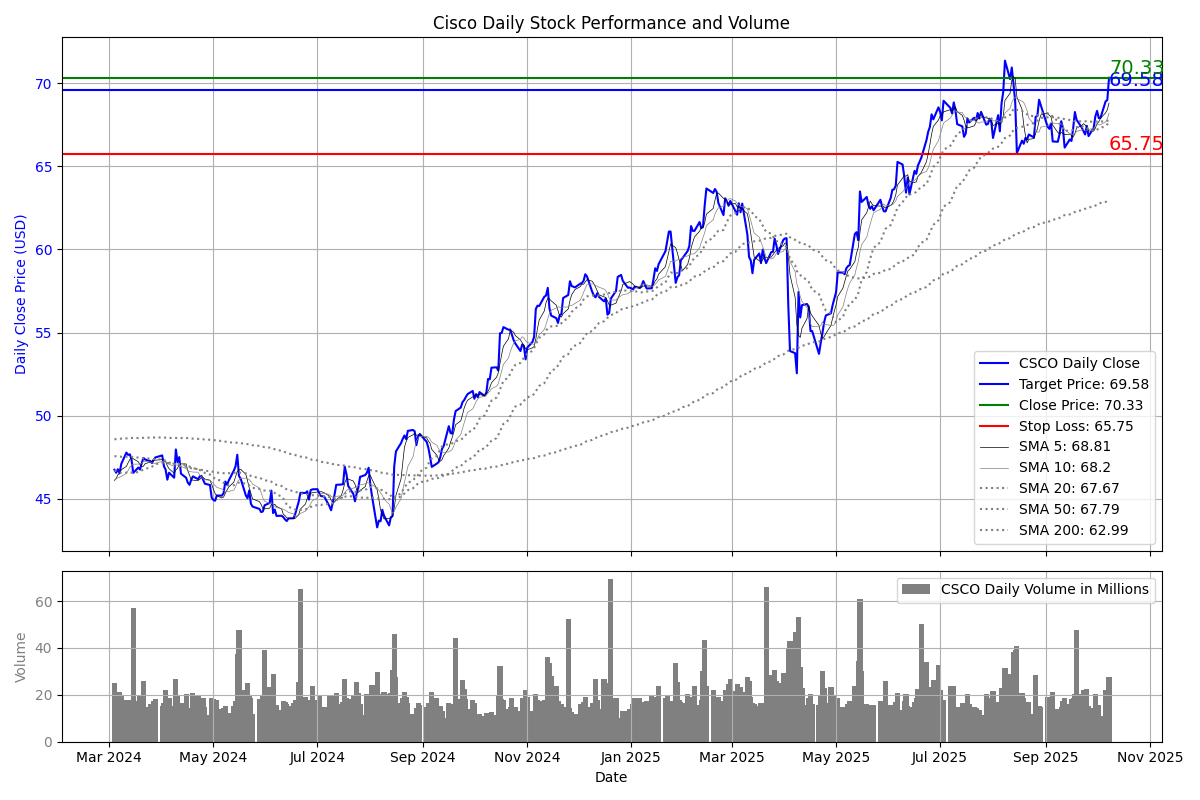 Cisco Daily Stock Performance and Volume
Daily Close Price (USD)
70
65
60
55
50
45
70.33
69.58
65.75
CSCO Daily Close
Target Price: 69.58
Close Price: 70.33
Stop Loss: 65.75
SMA 5: 68.81
SMA 10: 68.2
SMA 20: 67.67
SMA 50: 67.79
SMA 200: 62.99
Volume
60
40
20
0
CSCO Daily Volume in Millions
Mar 2024 May 2024 Jul 2024 Sep 2024 Nov 2024 Jan 2025 Mar 2025 May 2025 Jul 2025 Sep 2025 Nov 2025
Date